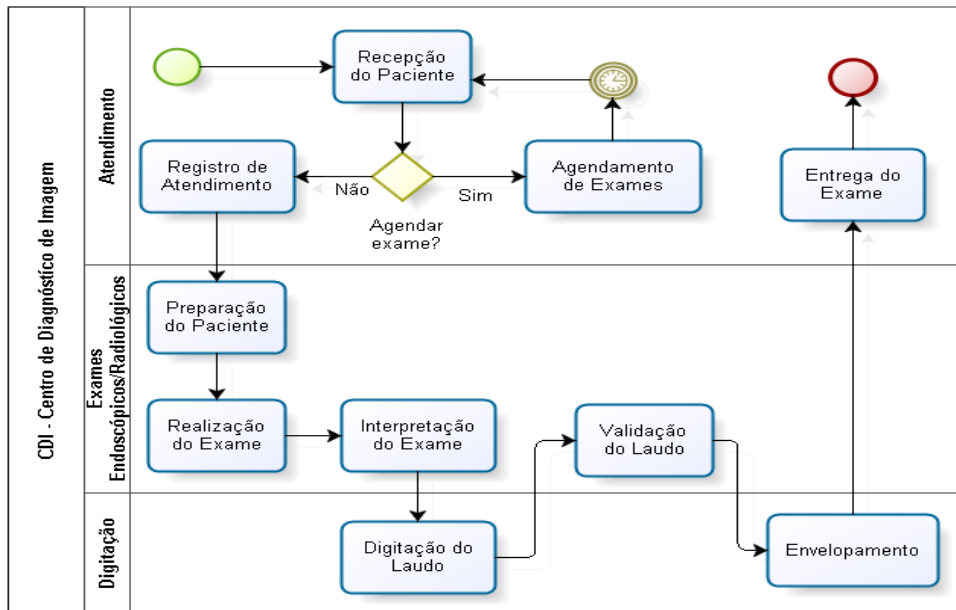 CDI - Centro de Diagnóstico de Imagem
Atendimento
Recepção
do Paciente
Registro de
Atendimento
Não
Sim
Agendar
exame?
Agendamento
de Exames
Entrega do
Exame
Exames
Endoscópicos/Radiológicos
Preparação
do Paciente
Realização
do Exame
Interpretação
do Exame
Validação
do Laudo
Digitação
Digitação do
Laudo
Envelopamento